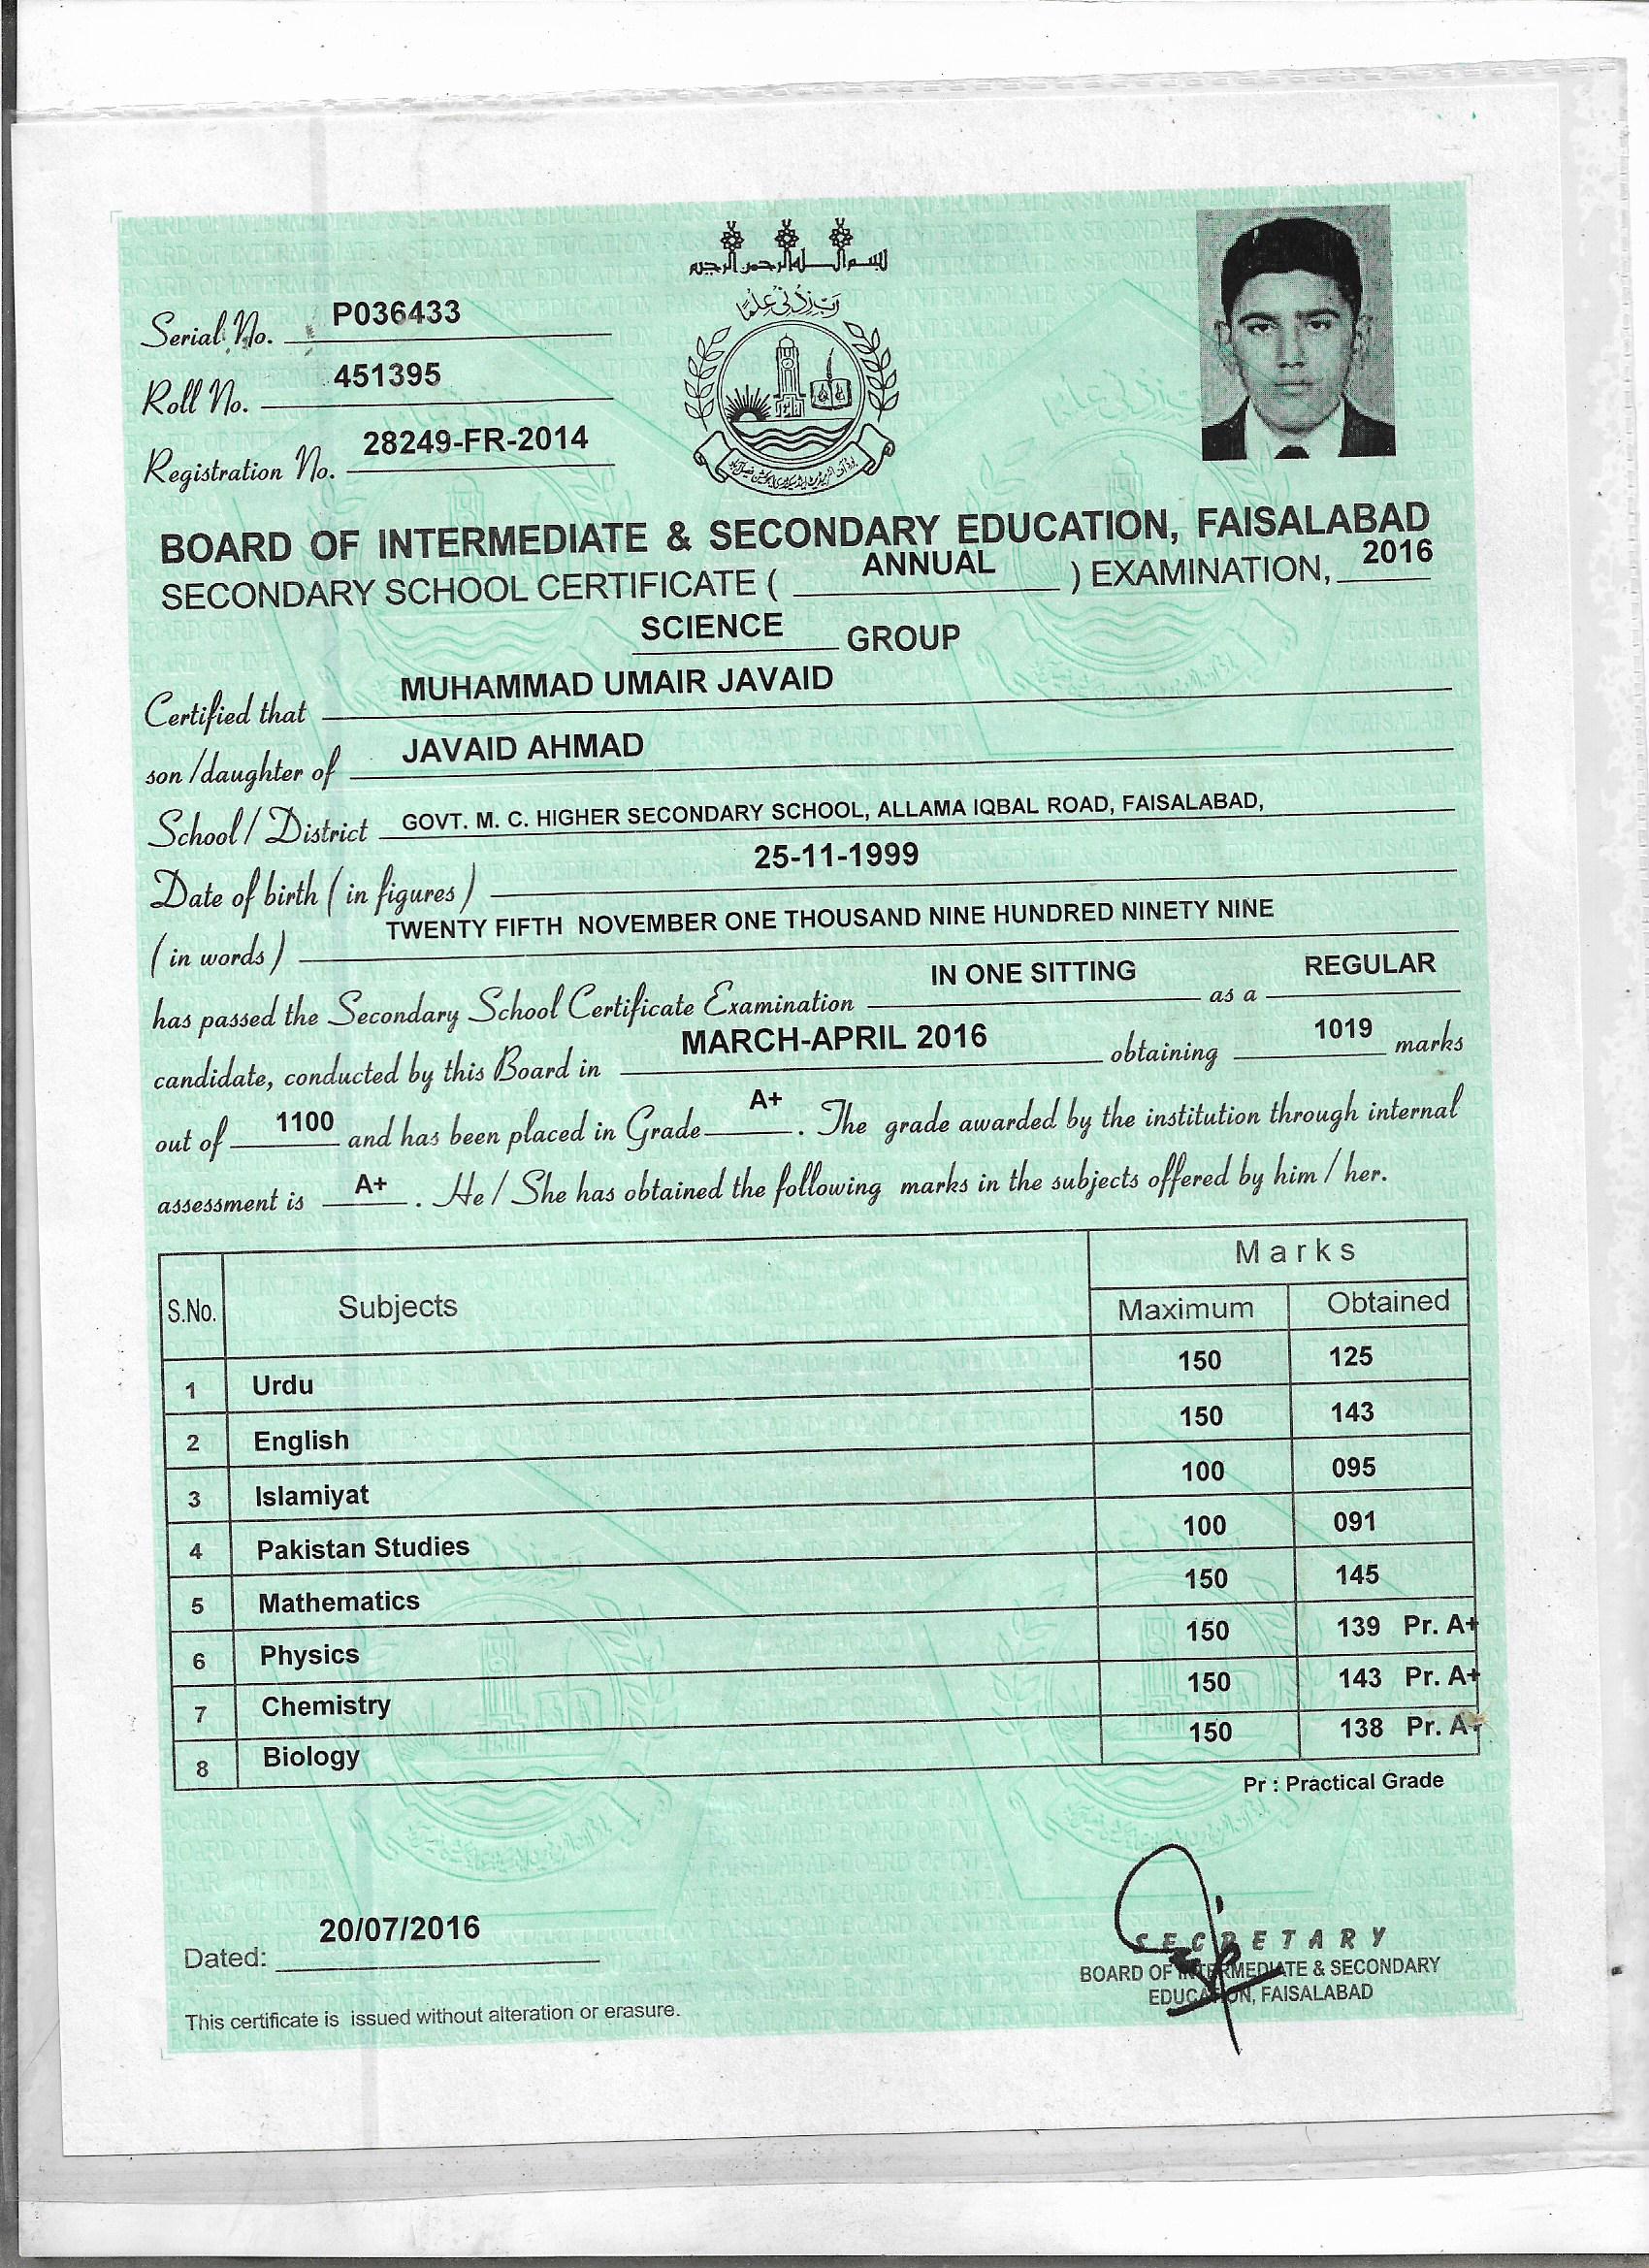 بسم اللہ الرحمن الرحیم
رَبِّ زِدْنِیْ عِلْمًا
Serial No. P036433
Roll No. 451395
Registration No. 28249-FR-2014
BOARD OF INTERMEDIATE & SECONDARY EDUCATION, FAISALABAD
SECONDARY SCHOOL CERTIFICATE ( ANNUAL ) EXAMINATION, 2016
SCIENCE GROUP
Certified that MUHAMMAD UMAIR JAVAID
son/daughter of JAVAID AHMAD
School/District GOVT. M. C. HIGHER SECONDARY SCHOOL, ALLAMA IQBAL ROAD, FAISALABAD,
Date of birth (in figures) 25-11-1999
(in words) TWENTY FIFTH NOVEMBER ONE THOUSAND NINE HUNDRED NINETY NINE
has passed the Secondary School Certificate Examination IN ONE SITTING as a REGULAR
candidate, conducted by this Board in MARCH-APRIL 2016 obtaining 1019 marks
out of 1100 and has been placed in Grade A+. The grade awarded by the institution through internal
assessment is A+. He/She has obtained the following marks in the subjects offered by him/her.
S.No. Subjects Marks
Maximum Obtained
1 Urdu 150 125
2 English 150 143
3 Islamiyat 100 095
4 Pakistan Studies 100 091
5 Mathematics 150 145
6 Physics 150 139 Pr. A+
7 Chemistry 150 143 Pr. A+
8 Biology 150 138 Pr. A+
Pr : Practical Grade
Dated: 20/07/2016
SECRETARY
BOARD OF INTERMEDIATE & SECONDARY
EDUCATION, FAISALABAD
This certificate is issued without alteration or erasure.